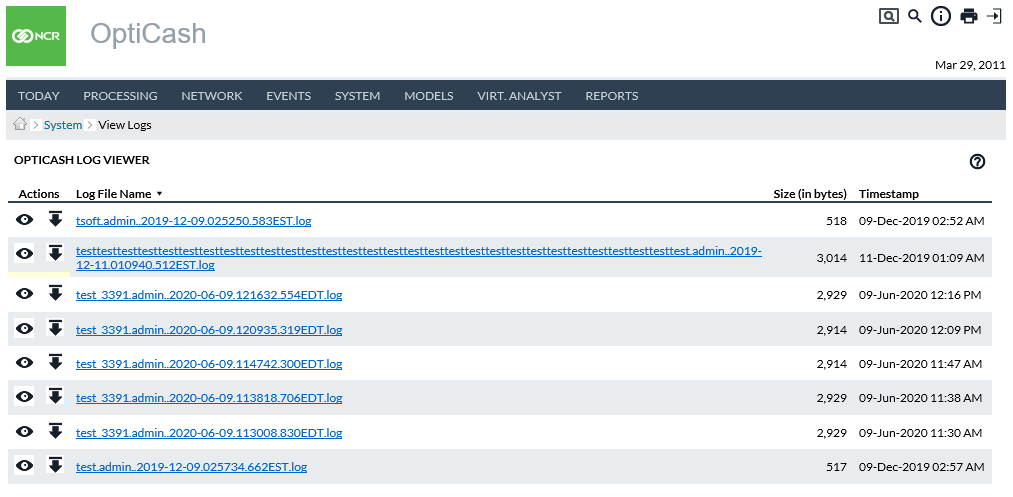 NCR
OptiCash
Mar 29, 2011
TODAY PROCESSING NETWORK EVENTS SYSTEM MODELS VIRT. ANALYST REPORTS
System View Logs
OPTICASH LOG VIEWER
Actions Log File Name Size (in bytes) Timestamp
tsoft.admin..2019-12-09.025250.583EST.log 518 09-Dec-2019 02:52 AM
testtesttesttesttesttesttesttesttesttesttesttesttesttesttesttesttesttesttesttesttesttesttesttesttesttesttesttesttesttest.admin..2019-
12-11.010940.512EST.log 3,014 11-Dec-2019 01:09 AM
test_3391.admin..2020-06-09.121632.554EDT.log 2,929 09-Jun-2020 12:16 PM
test_3391.admin..2020-06-09.120935.319EDT.log 2,914 09-Jun-2020 12:09 PM
test_3391.admin..2020-06-09.114742.300EDT.log 2,914 09-Jun-2020 11:47 AM
test_3391.admin..2020-06-09.113818.706EDT.log 2,929 09-Jun-2020 11:38 AM
test_3391.admin..2020-06-09.113008.830EDT.log 2,929 09-Jun-2020 11:30 AM
test.admin..2019-12-09.025734.662EST.log 517 09-Dec-2019 02:57 AM